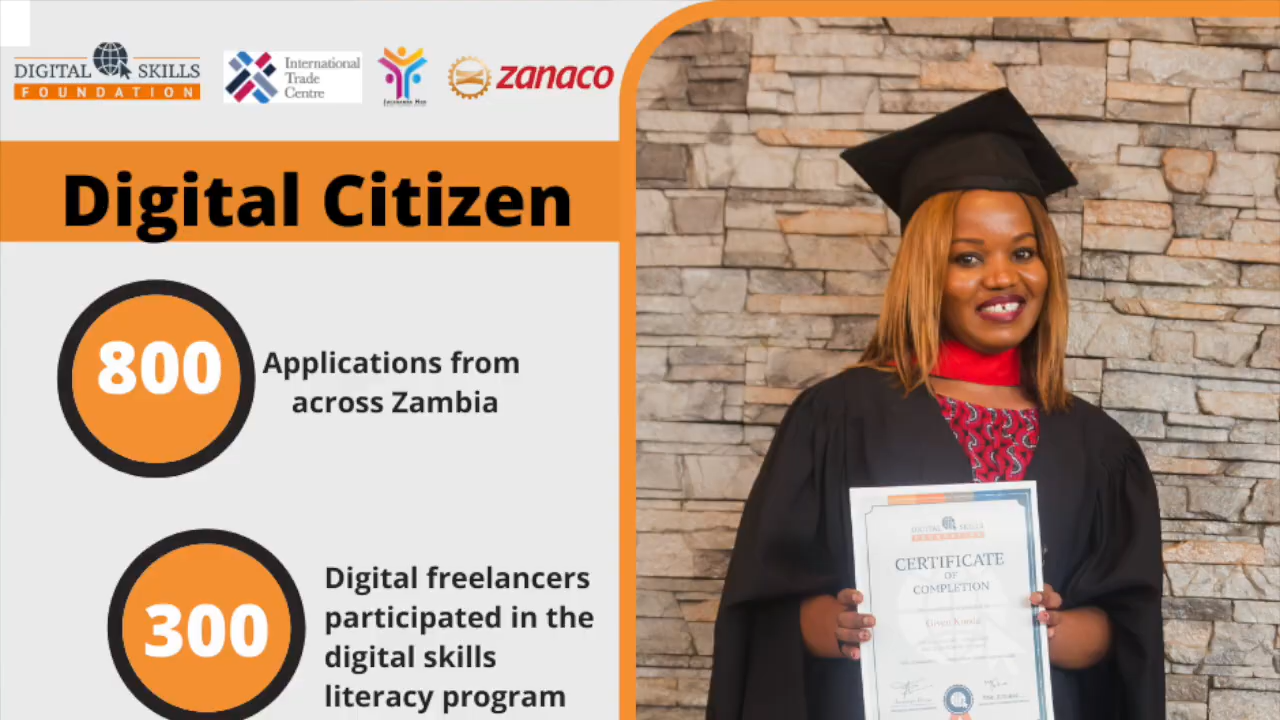 DIGITAL SKILLS
FOUNDATION
International
Trade
Centre
zanaco
Digital Citizen
800
Applications from
across Zambia
300
Digital freelancers
participated in the
digital skills
literacy program
DIGITAL SKILLS
FOUNDATION
CERTIFICATE
OF
COMPLETION